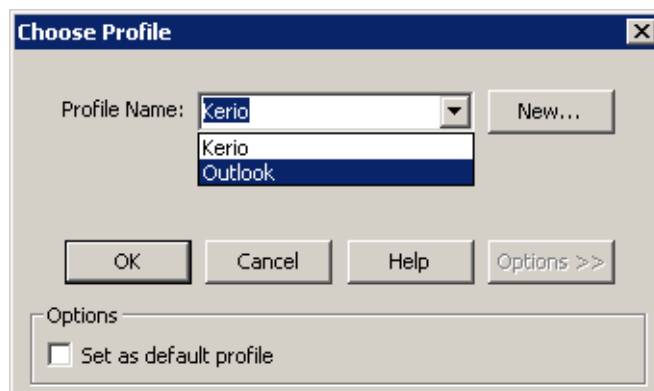 Choose Profile
Profile Name: Kerio New...
Kerio
Outlook
OK Cancel Help Options >>
Options
Set as default profile